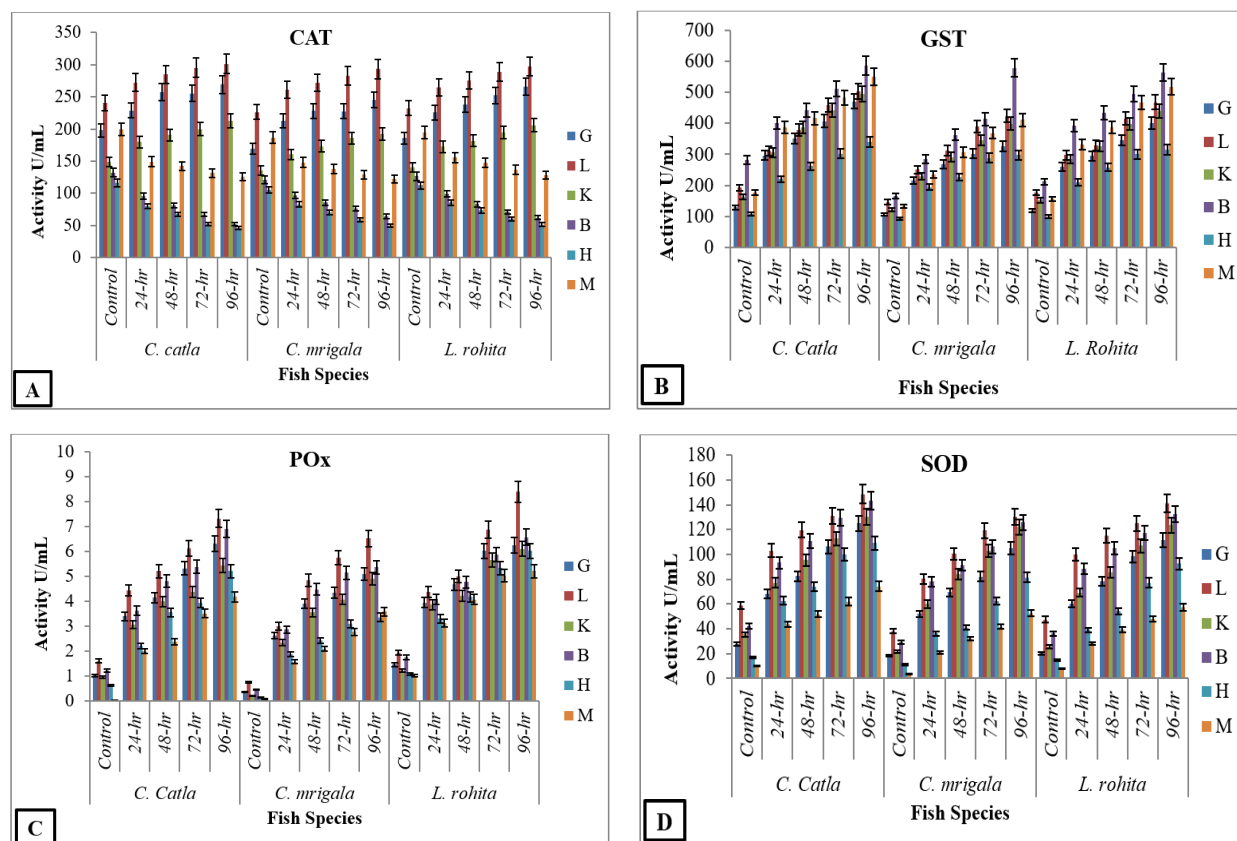 CAT
Activity U/mL
350
300
250
200
150
100
50
0
Control
24-hr
48-hr
72-hr
96-hr
Control
24-hr
48-hr
72-hr
96-hr
Control
24-hr
48-hr
72-hr
96-hr
C. catla
C. mrigala
L. rohita
Fish Species
G
L
K
B
H
M
A
GST
Activity U/mL
700
600
500
400
300
200
100
0
Control
24-hr
48-hr
72-hr
96-hr
Control
24-hr
48-hr
72-hr
96-hr
Control
24-hr
48-hr
72-hr
96-hr
C. Catla
C. mrigala
L. Rohita
Fish Species
G
L
K
B
H
M
B
POx
Activity U/mL
10
9
8
7
6
5
4
3
2
1
0
Control
24-hr
48-hr
72-hr
96-hr
Control
24-hr
48-hr
72-hr
96-hr
Control
24-hr
48-hr
72-hr
96-hr
C. Catla
C. mrigala
L. rohita
Fish Species
G
L
K
B
H
M
C
SOD
Activity U/mL
180
160
140
120
100
80
60
40
20
0
Control
24-hr
48-hr
72-hr
96-hr
Control
24-hr
48-hr
72-hr
96-hr
Control
24-hr
48-hr
72-hr
96-hr
C. Catla
C. mrigala
L. rohita
Fish Species
G
L
K
B
H
M
D